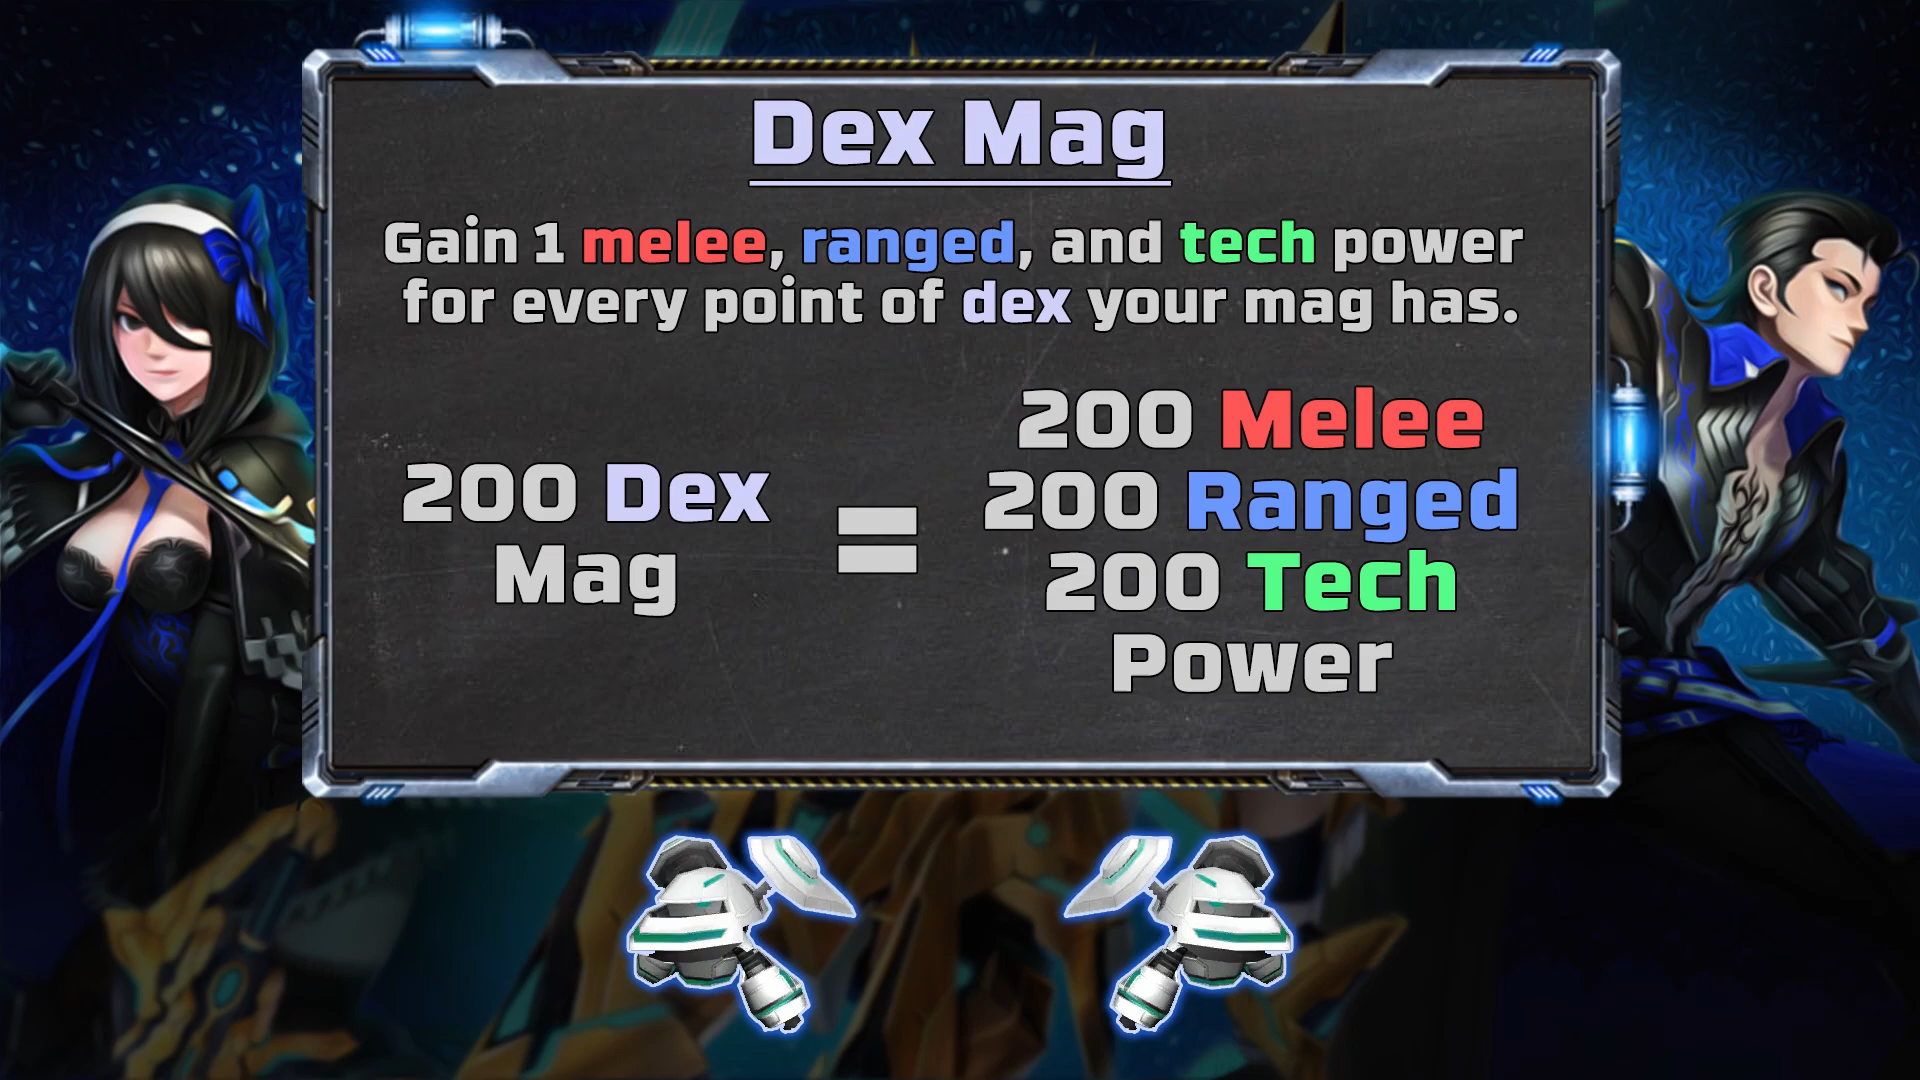 Dex Mag
Gain 1 melee, ranged, and tech power
for every point of dex your mag has.
200 Dex
Mag
=
200 Melee
200 Ranged
200 Tech
Power